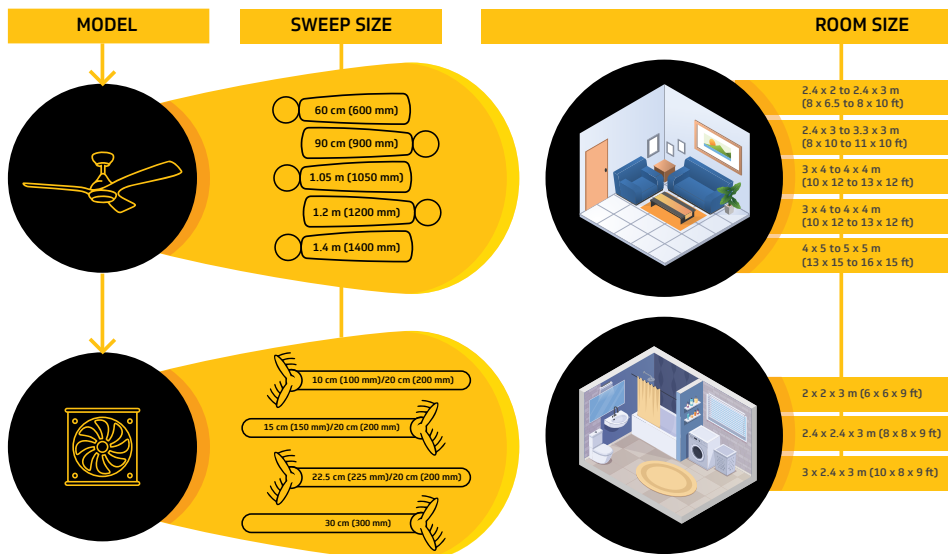 MODEL
SWEEP SIZE
ROOM SIZE
60 cm (600 mm)
90 cm (900 mm)
1.05 m (1050 mm)
1.2 m (1200 mm)
1.4 m (1400 mm)
2.4 x 2 to 2.4 x 3 m
(8 x 6.5 to 8 x 10 ft)
2.4 x 3 to 3.3 x 3 m
(8 x 10 to 11 x 10 ft)
3 x 4 to 4 x 4 m
(10 x 12 to 13 x 12 ft)
3 x 4 to 4 x 4 m
(10 x 12 to 13 x 12 ft)
4 x 5 to 5 x 5 m
(13 x 15 to 16 x 15 ft)
10 cm (100 mm)/20 cm (200 mm)
15 cm (150 mm)/20 cm (200 mm)
22.5 cm (225 mm)/20 cm (200 mm)
30 cm (300 mm)
2 x 2 x 3 m (6 x 6 x 9 ft)
2.4 x 2.4 x 3 m (8 x 8 x 9 ft)
3 x 2.4 x 3 m (10 x 8 x 9 ft)